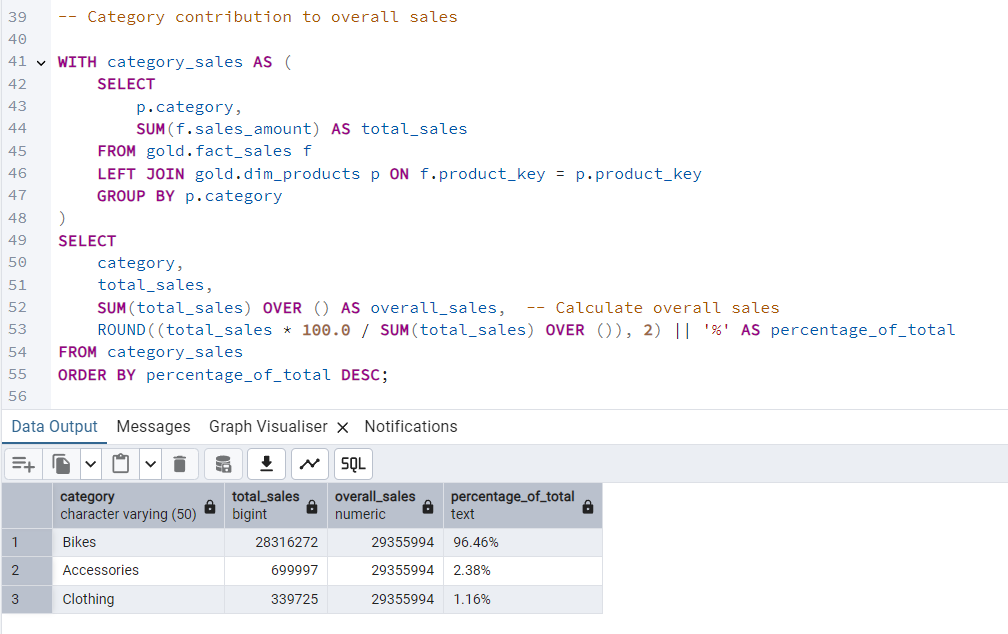 39 -- Category contribution to overall sales
40
41 WITH category_sales AS (
42 SELECT
43 p.category,
44 SUM(f.sales_amount) AS total_sales
45 FROM gold.fact_sales f
46 LEFT JOIN gold.dim_products p ON f.product_key = p.product_key
47 GROUP BY p.category
48 )
49 SELECT
50 category,
51 total_sales,
52 SUM(total_sales) OVER () AS overall_sales, -- Calculate overall sales
53 ROUND((total_sales * 100.0 / SUM(total_sales) OVER ()), 2) || '%' AS percentage_of_total
54 FROM category_sales
55 ORDER BY percentage_of_total DESC;
56
Data Output Messages Graph Visualiser X Notifications
SQL
category total_sales overall_sales percentage_of_total
character varying (50) bigint numeric text
1 Bikes 28316272 29355994 96.46%
2 Accessories 699997 29355994 2.38%
3 Clothing 339725 29355994 1.16%